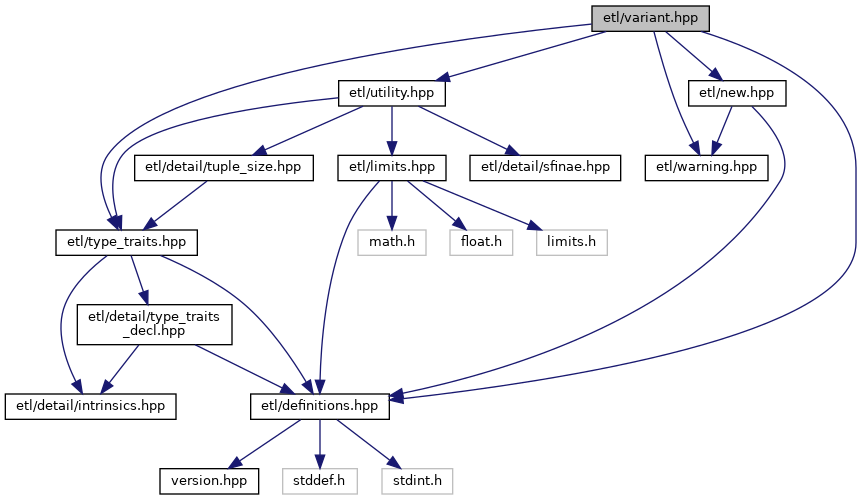 etl/variant.hpp
etl/utility.hpp
etl/new.hpp
etl/detail/tuple_size.hpp
etl/limits.hpp
etl/detail/sfinae.hpp
etl/warning.hpp
etl/type_traits.hpp
math.h
float.h
limits.h
etl/detail/type_traits
_decl.hpp
etl/detail/intrinsics.hpp
etl/definitions.hpp
version.hpp
stddef.h
stdint.h